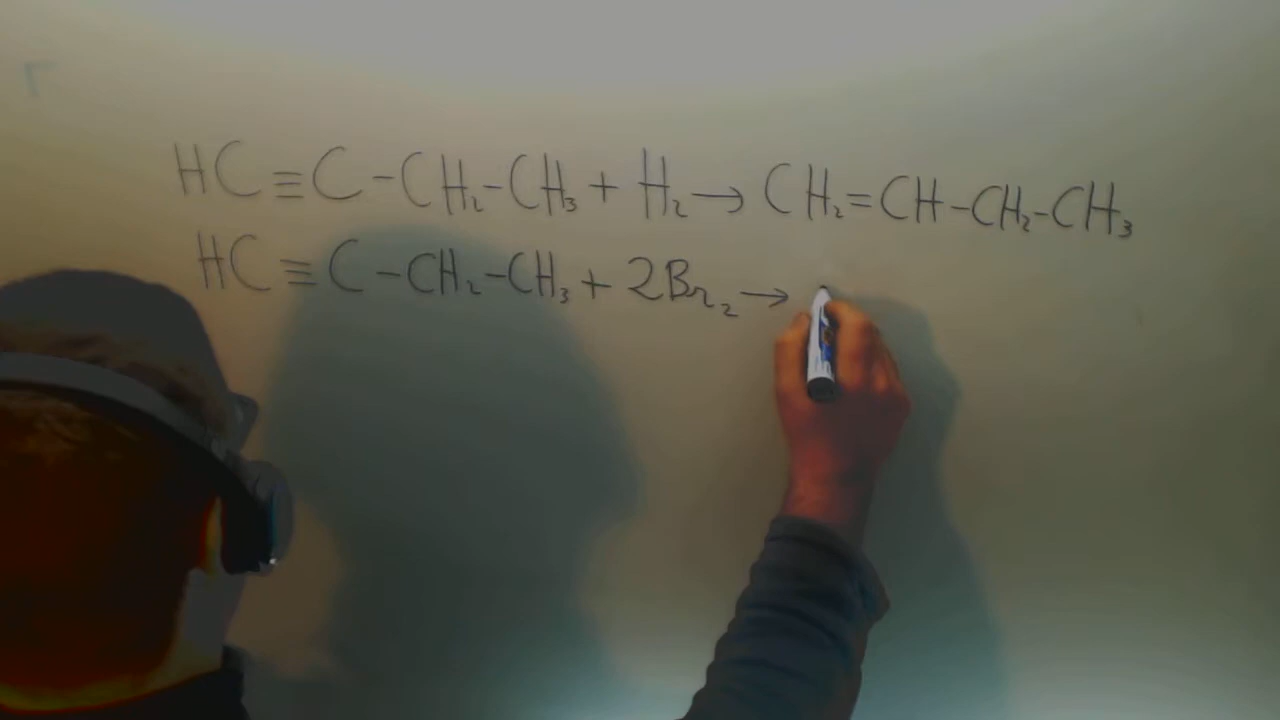 HC≡C-CH₂-CH₃+H₂→CH₂=CH-CH₂-CH₃
HC≡C-CH₂-CH₃+2Br₂→